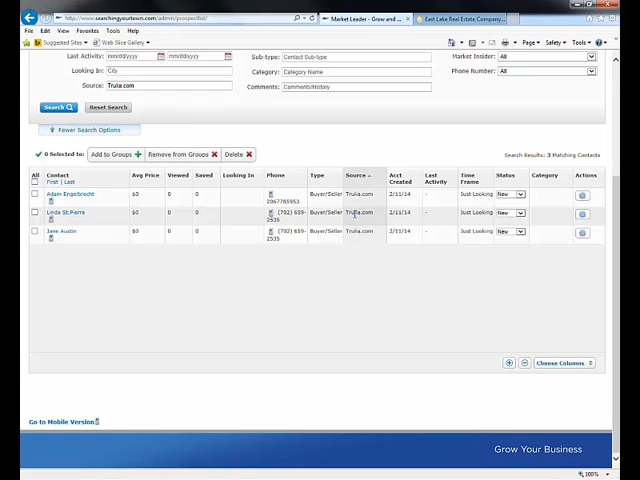 http://www.searchingyourtown.com/admin/prospectlist/
Market Leader - Grow and ...
East Lake Real Estate Company...
File Edit View Favorites Tools Help
Suggested Sites Web Slice Gallery
Page Safety Tools
Last Activity: mm/dd/yyyy mm/dd/yyyy Sub-type: Contact Sub-type Market Insider: All
Looking In: City Category: Category Name Phone Number: All
Source: Trulia.com Comments: Comments/History
Search Reset Search
Fewer Search Options
0 Selected to: Add to Groups Remove from Groups Delete Search Results: 3 Matching Contacts
All Contact Avg Price Viewed Saved Looking In Phone Type Source Acct Created Last Activity Time Frame Status Category Actions
First | Last
Adam Engelbrecht $0 0 0 2067785953 Buyer/Seller Trulia.com 2/11/14 - Just Looking New
Linda St.Pierre $0 0 0 (702) 659-2535 Buyer/Seller Trulia.com 2/11/14 - Just Looking New
Jane Austin $0 0 0 (702) 659-2535 Buyer/Seller Trulia.com 2/11/14 - Just Looking New
Choose Columns
Go to Mobile Version
Grow Your Business
100%